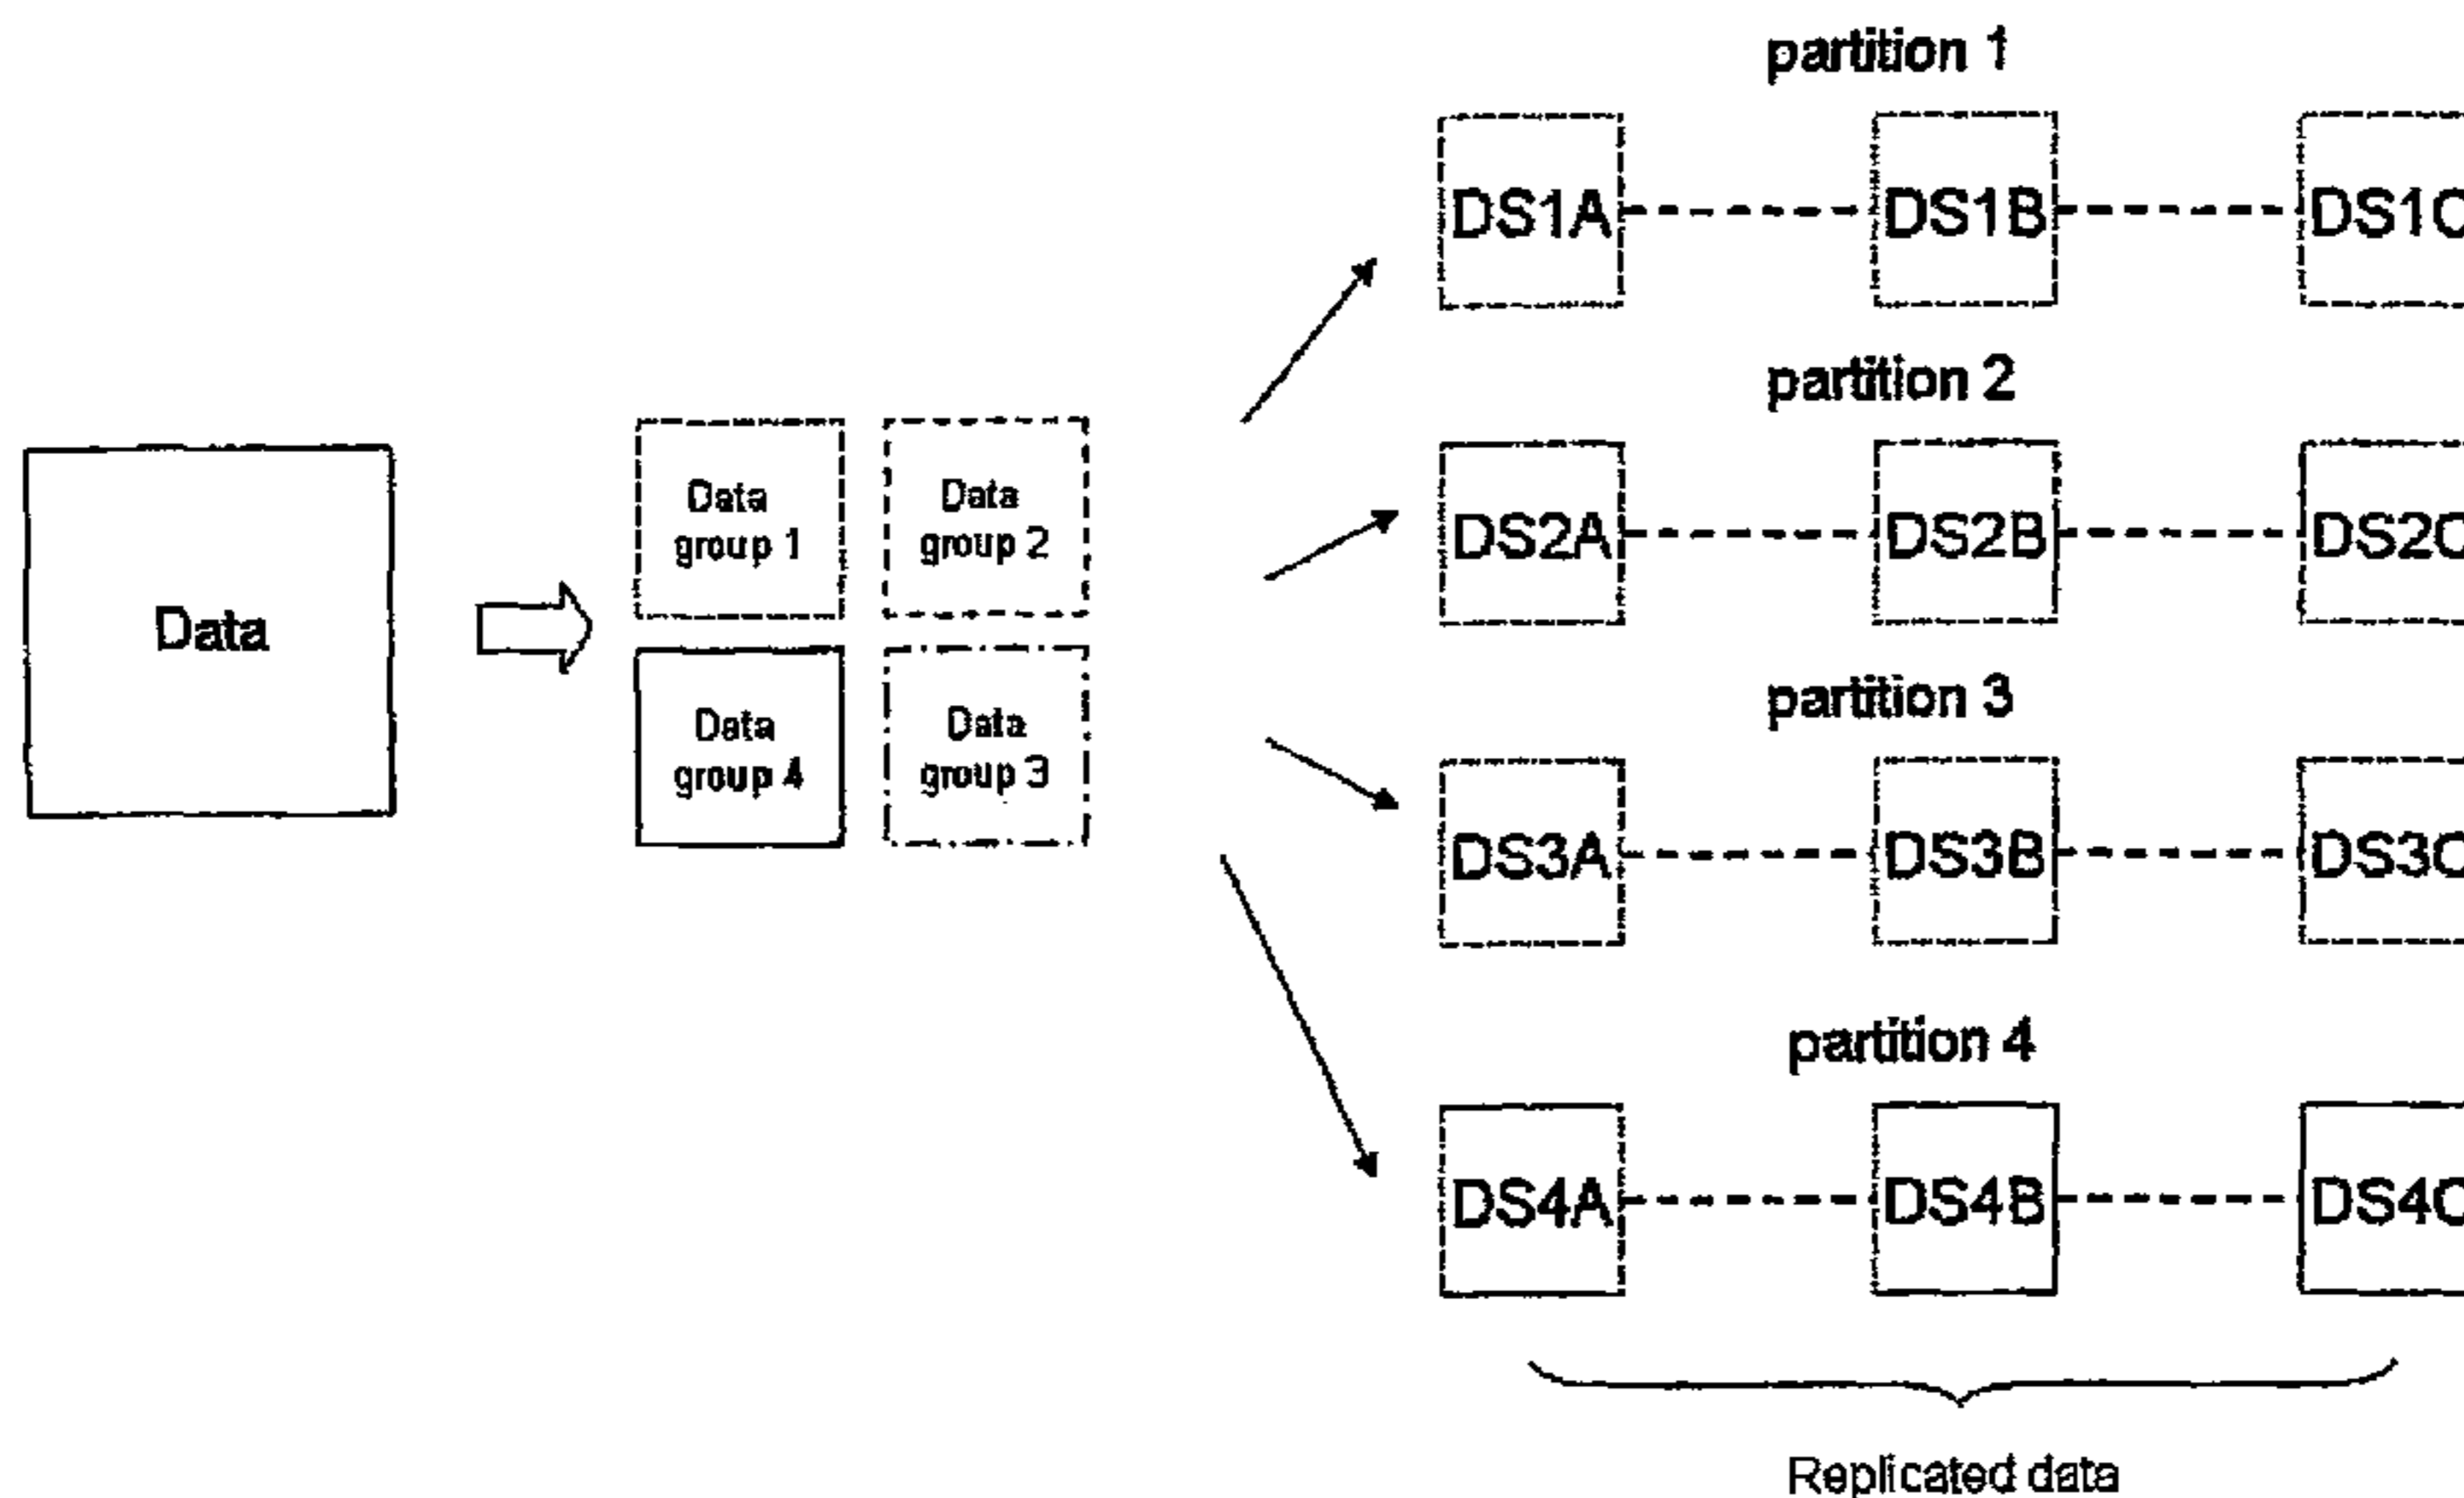 partition 1
DS1A
DS1B
DS1C
partition 2
Data
group 1
Data
group 2
DS2A
DS2B
DS2C
Data
partition 3
Data
group 4
Data
group 3
DS3A
DS3B
DS3C
partition 4
DS4A
DS4B
DS4C
Replicated data